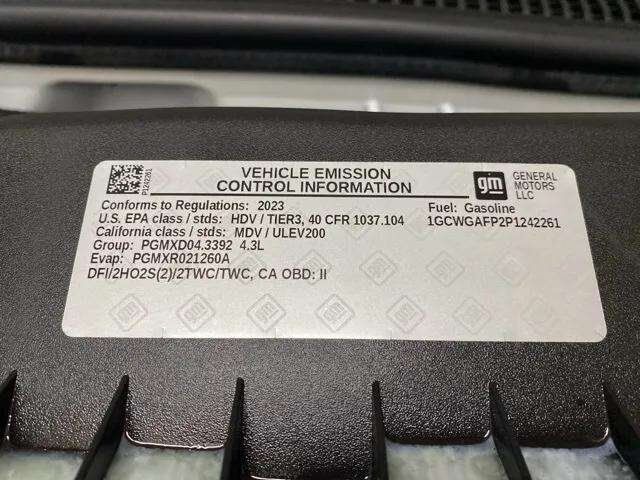 P1242261
VEHICLE EMISSION
CONTROL INFORMATION
gm
GENERAL
MOTORS
LLC
Conforms to Regulations: 2023
Fuel: Gasoline
U.S. EPA class / stds: HDV / TIER3, 40 CFR 1037.104
1GCWGAFP2P1242261
California class / stds: MDV / ULEV200
Group: PGMXD04.3392 4.3L
Evap: PGMXR021260A
DFI/2HO2S(2)/2TWC/TWC, CA OBD: II